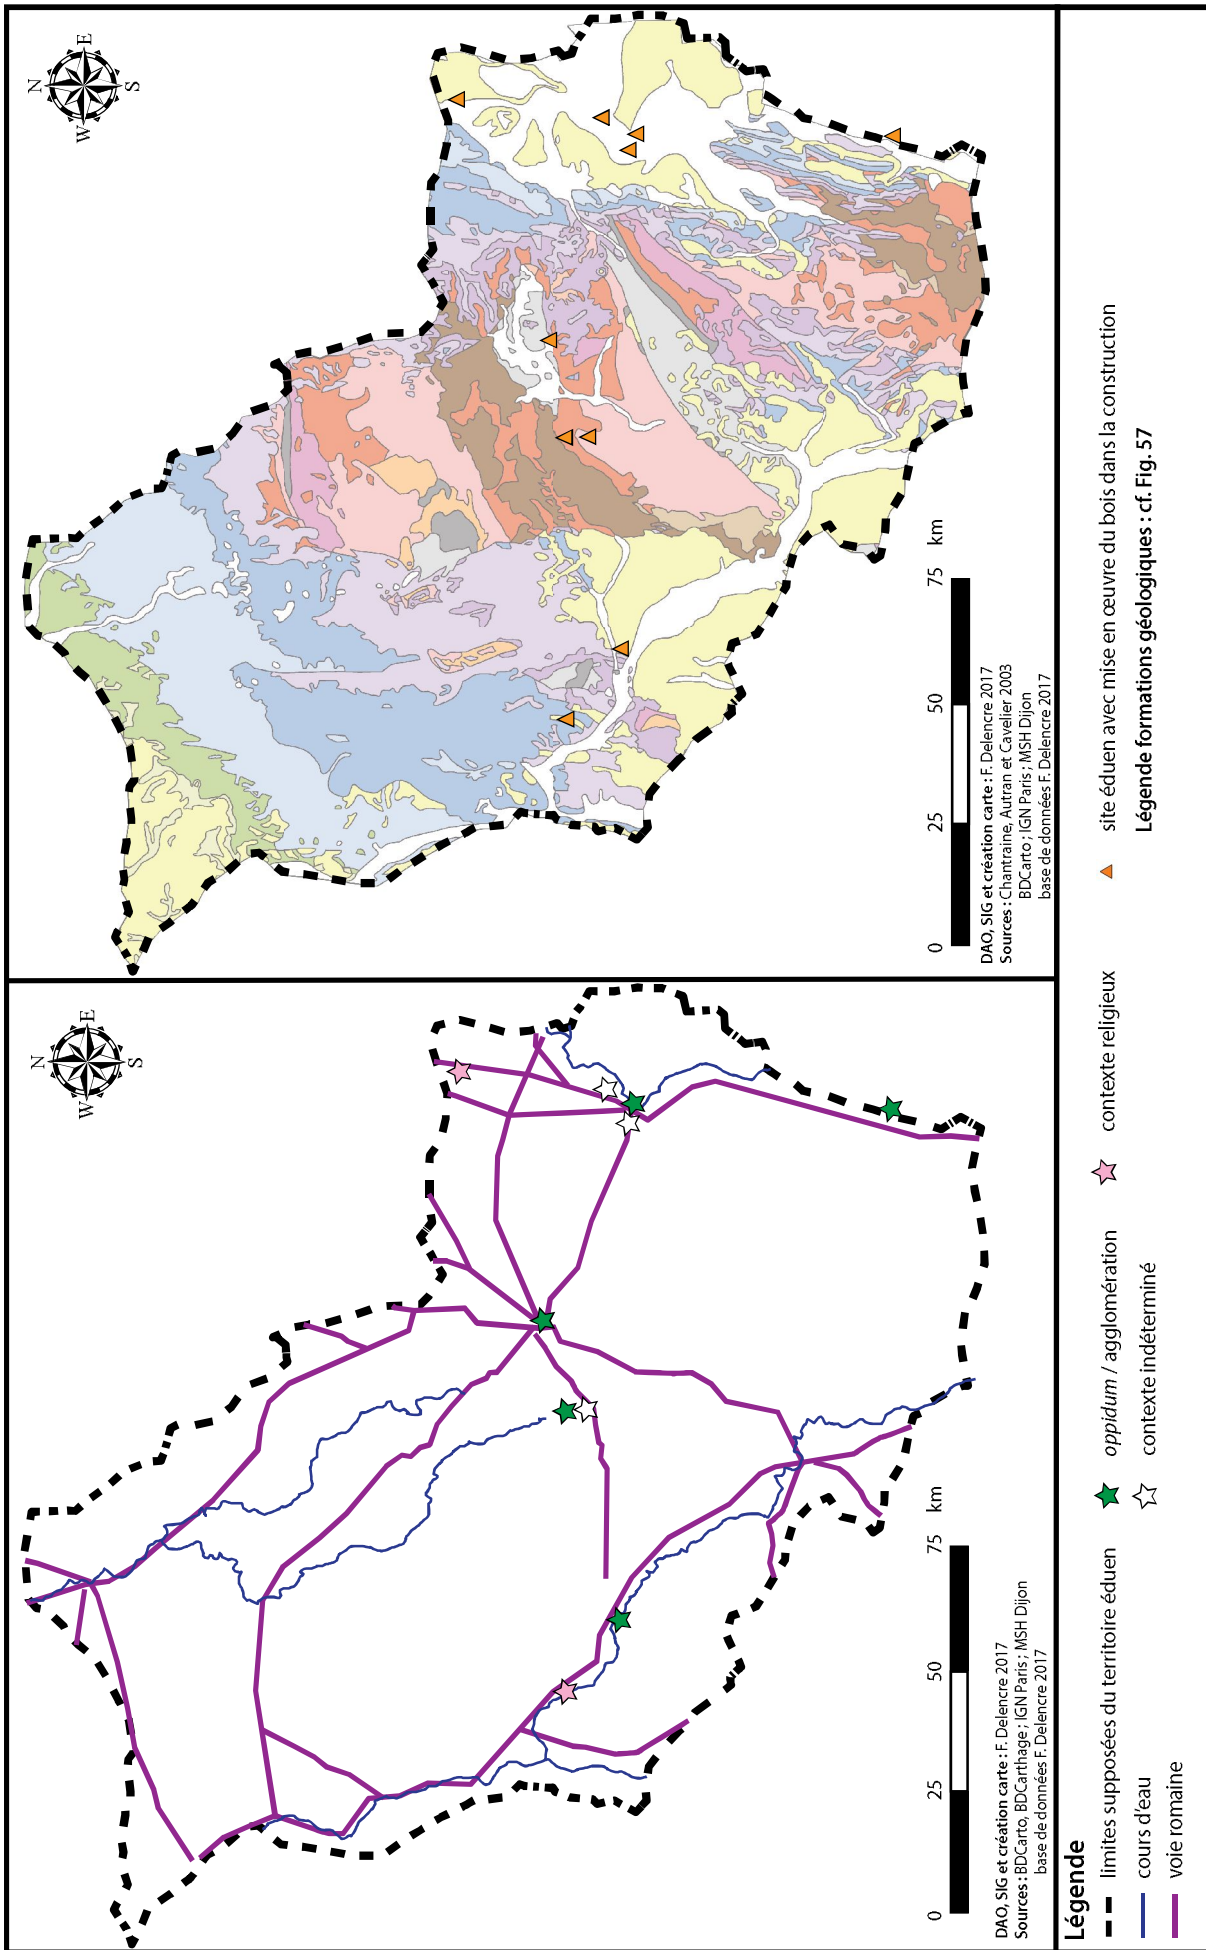 N
E
S
W
0 25 50 75 km
DAO, SIG et création carte : F. Delencre 2017
Sources : BDCarto, BDCarthage ; IGN Paris ; MSH Dijon
base de données F. Delencre 2017
N
E
S
W
0 25 50 75 km
DAO, SIG et création carte : F. Delencre 2017
Sources : Chantraine, Autran et Cavelier 2003
BDCarto ; IGN Paris ; MSH Dijon
base de données F. Delencre 2017
Légende
limites supposées du territoire éduen
cours d'eau
voie romaine
oppidum / agglomération
contexte indéterminé
contexte religieux
site éduen avec mise en œuvre du bois dans la construction
Légende formations géologiques : cf. Fig. 57